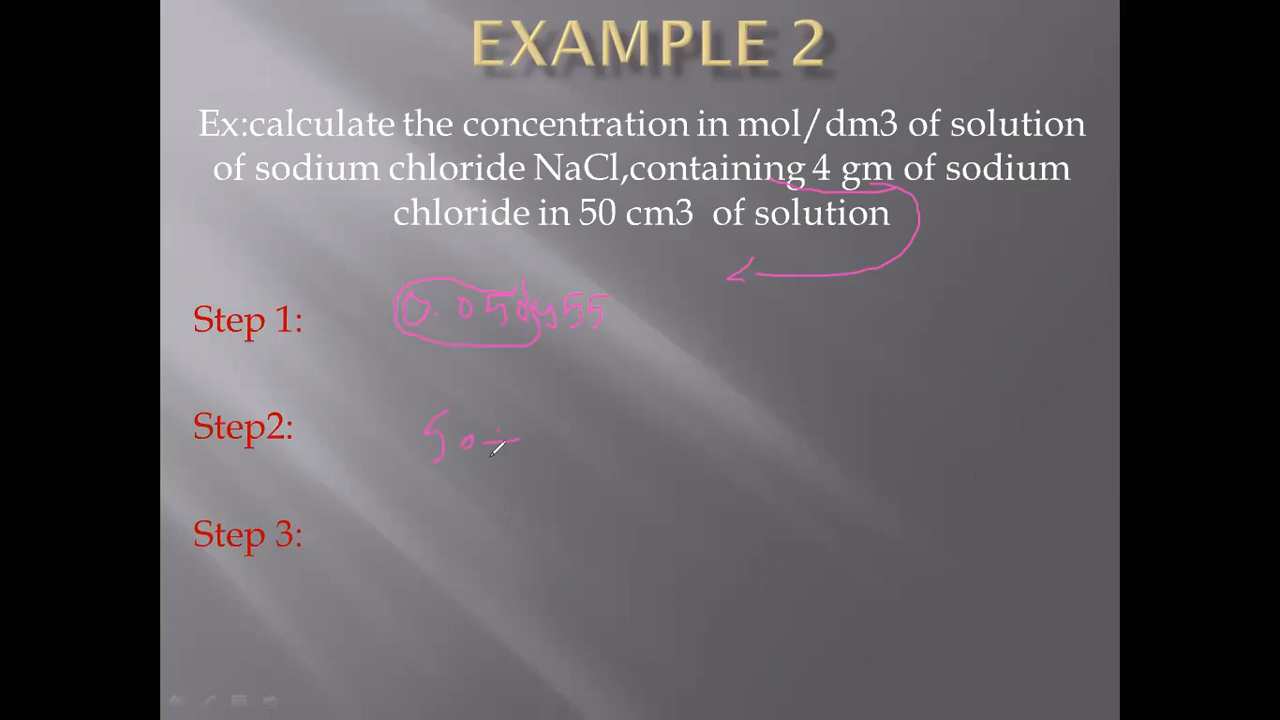 EXAMPLE 2
Ex:calculate the concentration in mol/dm3 of solution
of sodium chloride NaCl,containing 4 gm of sodium
chloride in 50 cm3 of solution
Step 1:
Step2:
50 ÷
Step 3: